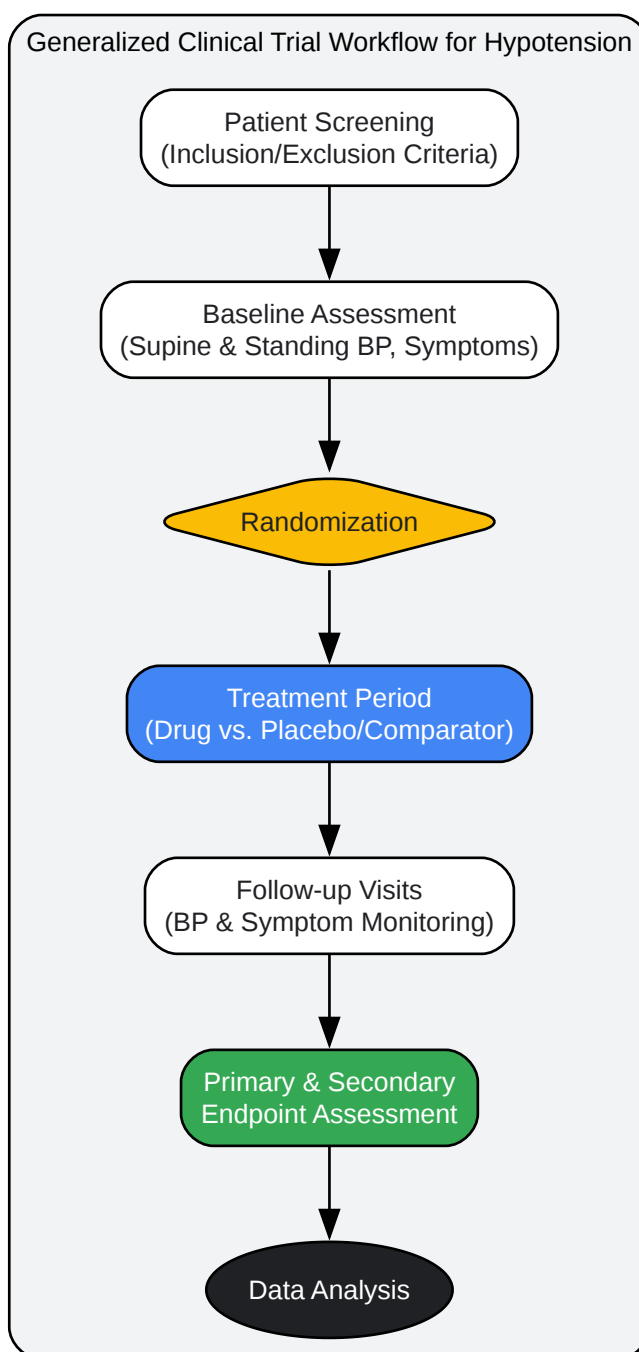 Generalized Clinical Trial Workflow for Hypotension
Patient Screening
(Inclusion/Exclusion Criteria)
Baseline Assessment
(Supine & Standing BP, Symptoms)
Randomization
Treatment Period
(Drug vs. Placebo/Comparator)
Follow-up Visits
(BP & Symptom Monitoring)
Primary & Secondary
Endpoint Assessment
Data Analysis